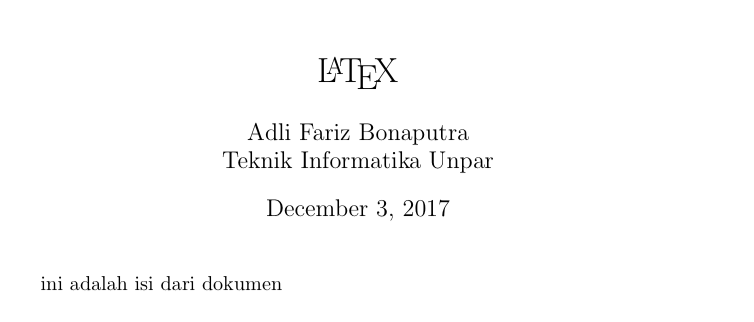 LATEX
Adli Fariz Bonaputra
Teknik Informatika Unpar
December 3, 2017
ini adalah isi dari dokumen